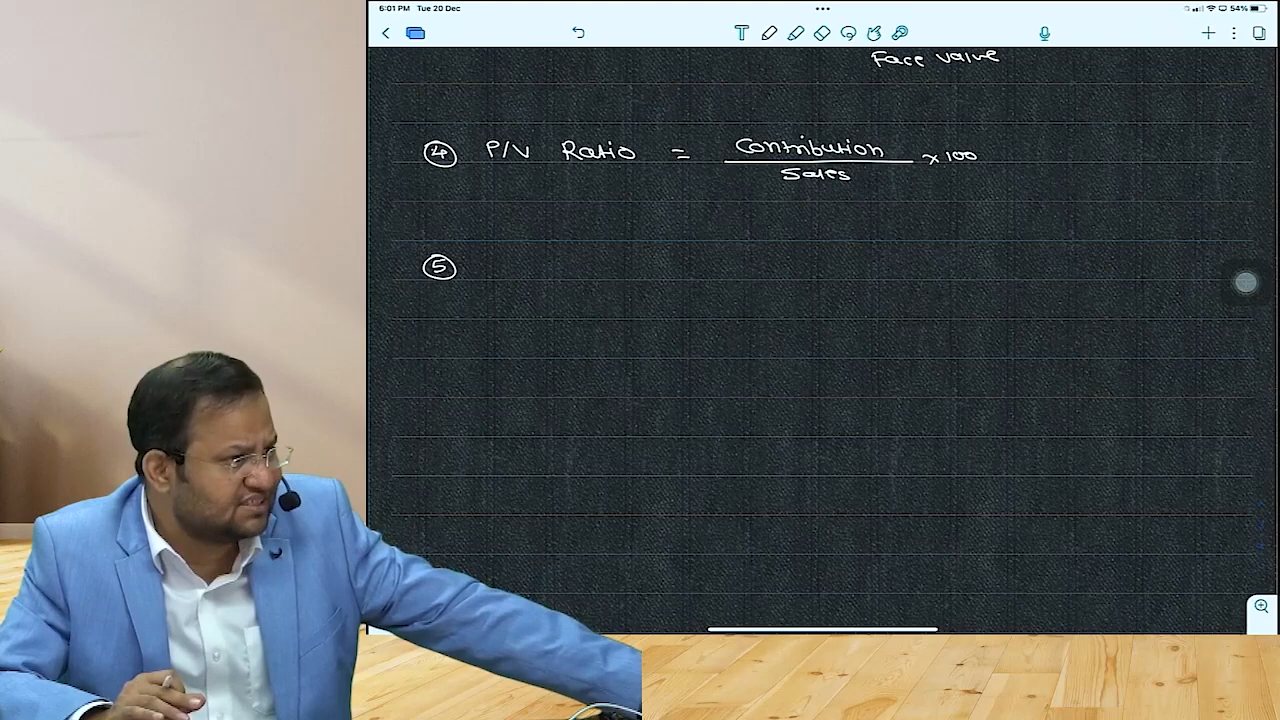 6:01 PM Tue 20 Dec
54%
Face value
4 P/V Ratio = Contribution / Sales × 100
5